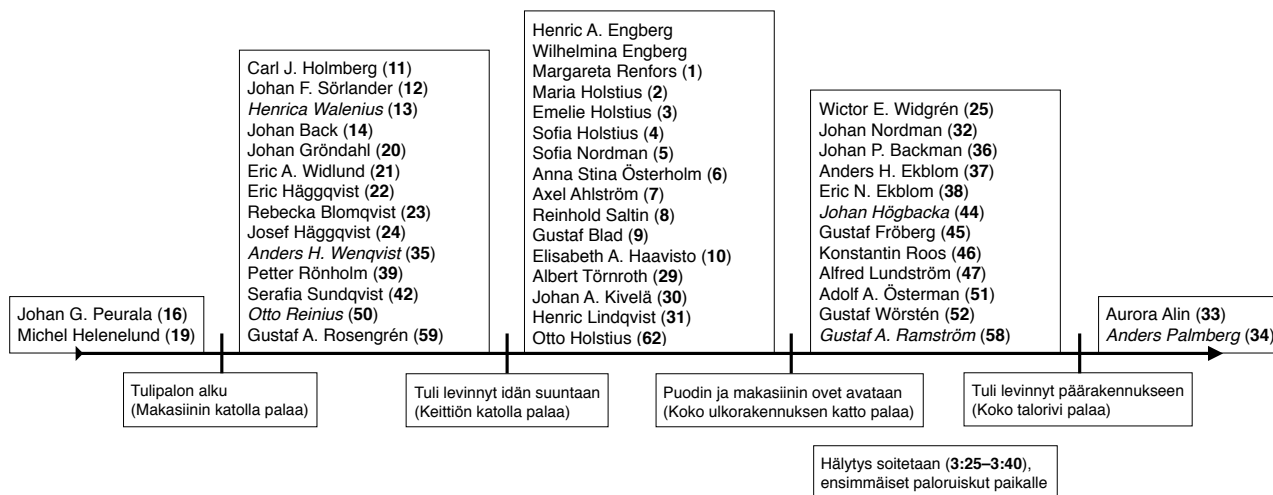 Johan G. Peurala (16)
Michel Helenelund (19)
Carl J. Holmberg (11)
Johan F. Sörlander (12)
Henrica Walenius (13)
Johan Back (14)
Johan Gröndahl (20)
Eric A. Widlund (21)
Eric Häggqvist (22)
Rebecka Blomqvist (23)
Josef Häggqvist (24)
Anders H. Wenqvist (35)
Petter Rönholm (39)
Serafia Sundqvist (42)
Otto Reinius (50)
Gustaf A. Rosengrén (59)
Henric A. Engberg
Wilhelmina Engberg
Margareta Renfors (1)
Maria Holstius (2)
Emelie Holstius (3)
Sofia Holstius (4)
Sofia Nordman (5)
Anna Stina Österholm (6)
Axel Ahlström (7)
Reinhold Saltin (8)
Gustaf Blad (9)
Elisabeth A. Haavisto (10)
Albert Törnroth (29)
Johan A. Kivelä (30)
Henric Lindqvist (31)
Otto Holstius (62)
Wictor E. Widgrén (25)
Johan Nordman (32)
Johan P. Backman (36)
Anders H. Ekblom (37)
Eric N. Ekblom (38)
Johan Högbacka (44)
Gustaf Fröberg (45)
Konstantin Roos (46)
Alfred Lundström (47)
Adolf A. Österman (51)
Gustaf Wörstén (52)
Gustaf A. Ramström (58)
Aurora Alin (33)
Anders Palmberg (34)
Tulipalon alku
(Makasiinin katolla palaa)
Tuli levinnyt idän suuntaan
(Keittiön katolla palaa)
Puodin ja makasiinin ovet avataan
(Koko ulkorakennuksen katto palaa)
Tuli levinnyt päärakennukseen
(Koko talorivi palaa)
Hälytys soitetaan (3:25–3:40),
ensimmäiset paloruiskut paikalle